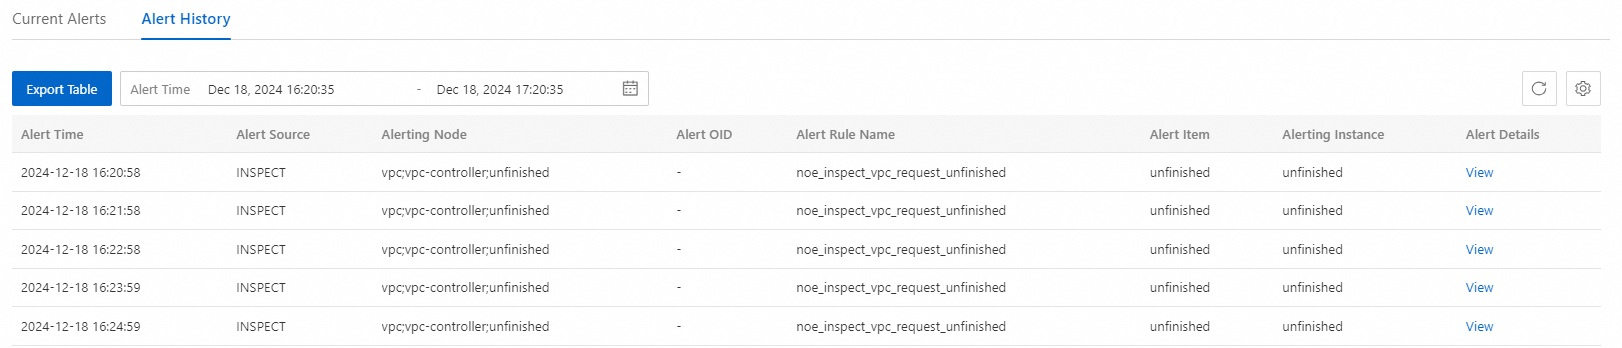 Current Alerts Alert History
Export Table Alert Time Dec 18, 2024 16:20:35 - Dec 18, 2024 17:20:35
Alert Time Alert Source Alerting Node Alert OID Alert Rule Name Alert Item Alerting Instance Alert Details
2024-12-18 16:20:58 INSPECT vpc;vpc-controller;unfinished - noe_inspect_vpc_request_unfinished unfinished unfinished View
2024-12-18 16:21:58 INSPECT vpc;vpc-controller;unfinished - noe_inspect_vpc_request_unfinished unfinished unfinished View
2024-12-18 16:22:58 INSPECT vpc;vpc-controller;unfinished - noe_inspect_vpc_request_unfinished unfinished unfinished View
2024-12-18 16:23:59 INSPECT vpc;vpc-controller;unfinished - noe_inspect_vpc_request_unfinished unfinished unfinished View
2024-12-18 16:24:59 INSPECT vpc;vpc-controller;unfinished - noe_inspect_vpc_request_unfinished unfinished unfinished View